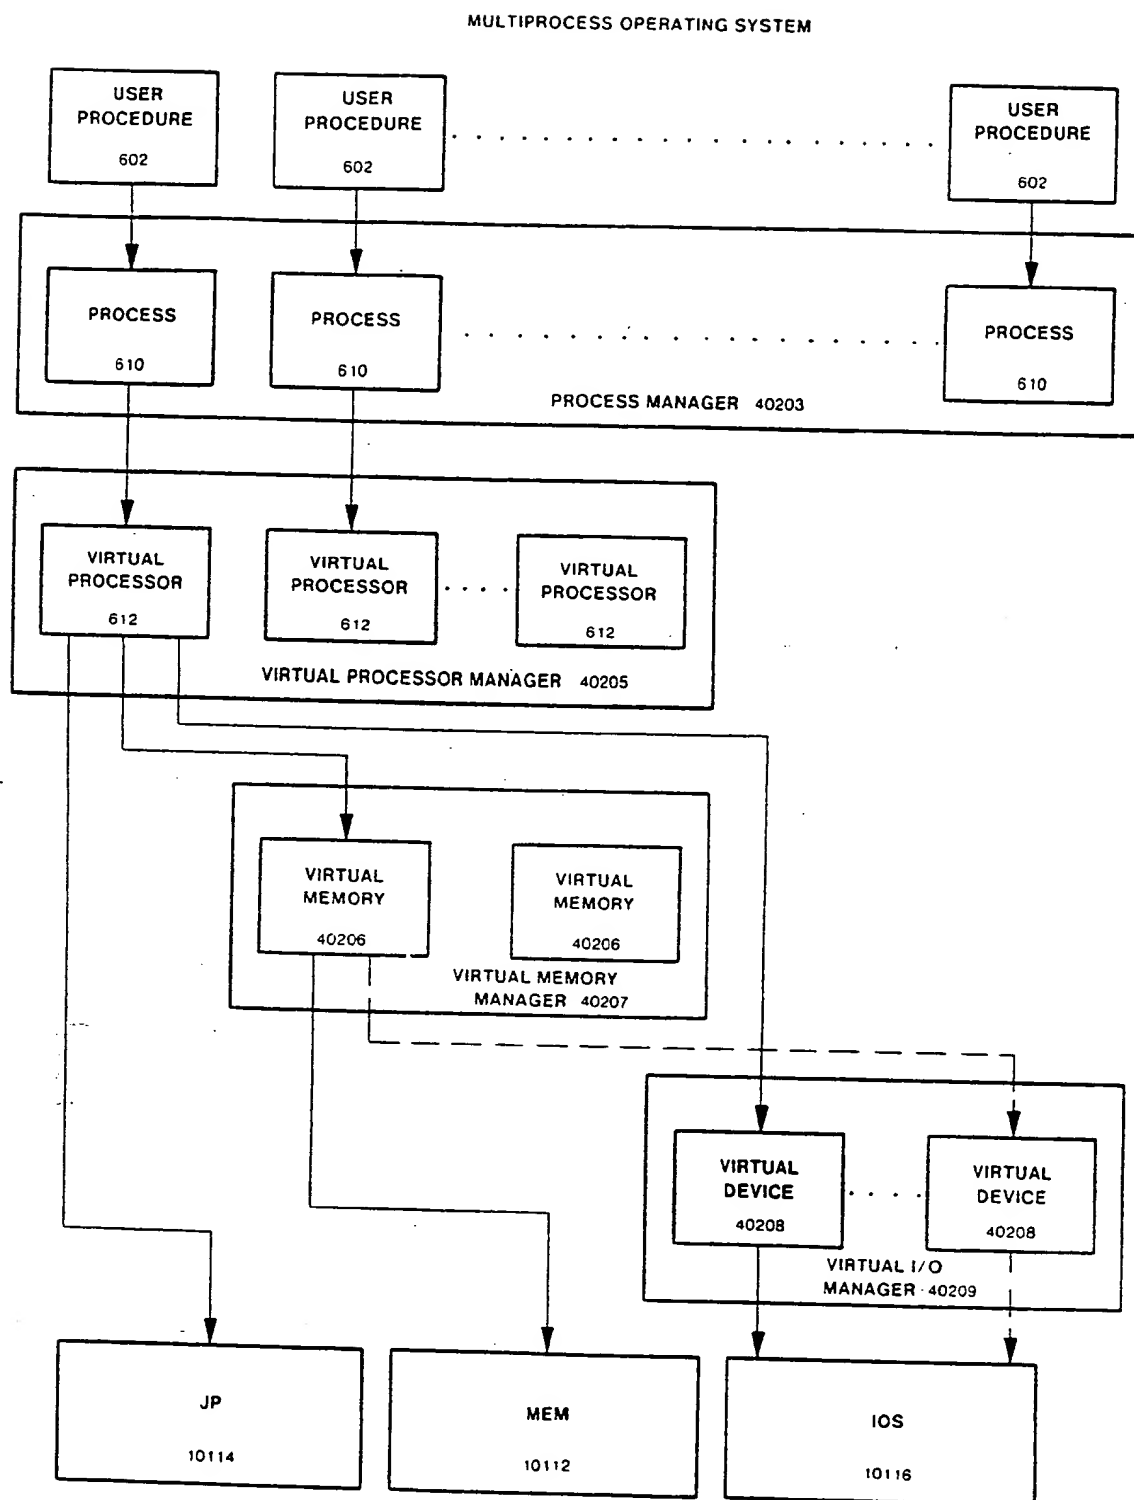 MULTIPROCESS OPERATING SYSTEM
USER
PROCEDURE
602
USER
PROCEDURE
602
USER
PROCEDURE
602
PROCESS
610
PROCESS
610
PROCESS
610
PROCESS MANAGER 40203
VIRTUAL
PROCESSOR
612
VIRTUAL
PROCESSOR
612
VIRTUAL
PROCESSOR
612
VIRTUAL PROCESSOR MANAGER 40205
VIRTUAL
MEMORY
40206
VIRTUAL
MEMORY
40206
VIRTUAL MEMORY
MANAGER 40207
VIRTUAL
DEVICE
40208
VIRTUAL
DEVICE
40208
VIRTUAL I/O
MANAGER 40209
JP
10114
MEM
10112
IOS
10116